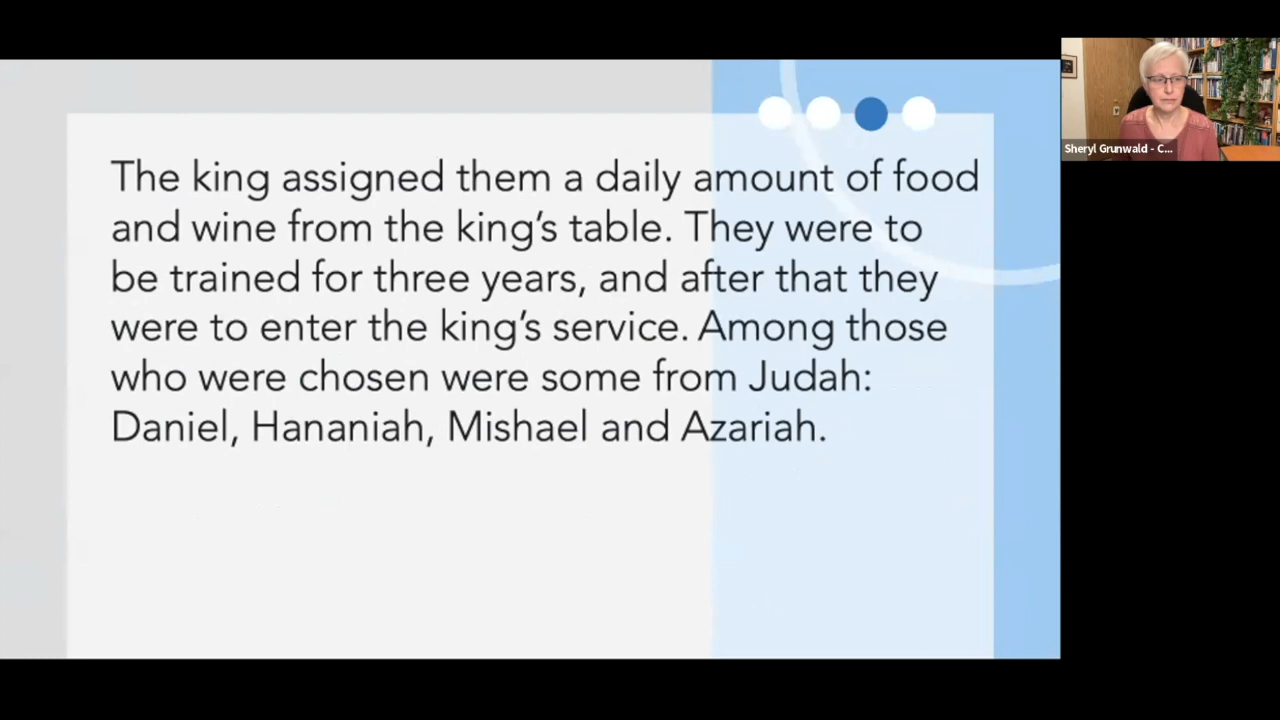 The king assigned them a daily amount of food
and wine from the king's table. They were to
be trained for three years, and after that they
were to enter the king's service. Among those
who were chosen were some from Judah:
Daniel, Hananiah, Mishael and Azariah.
Sheryl Grunwald - C...